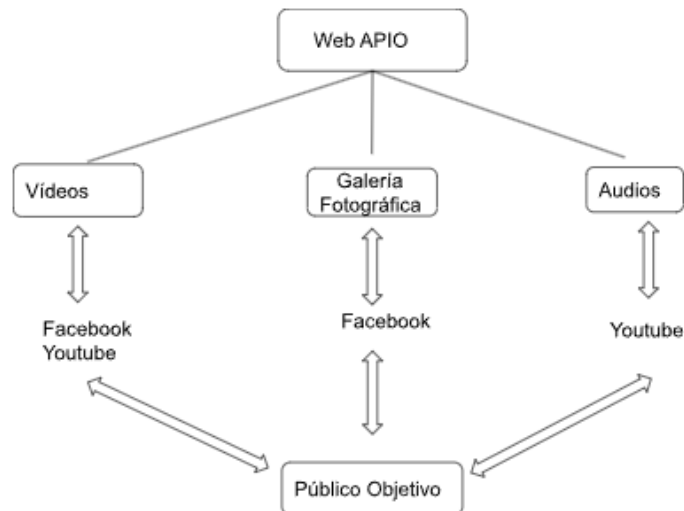 Web APIO
Vídeos
Galería
Fotográfica
Audios
Facebook
Youtube
Facebook
Youtube
Público Objetivo